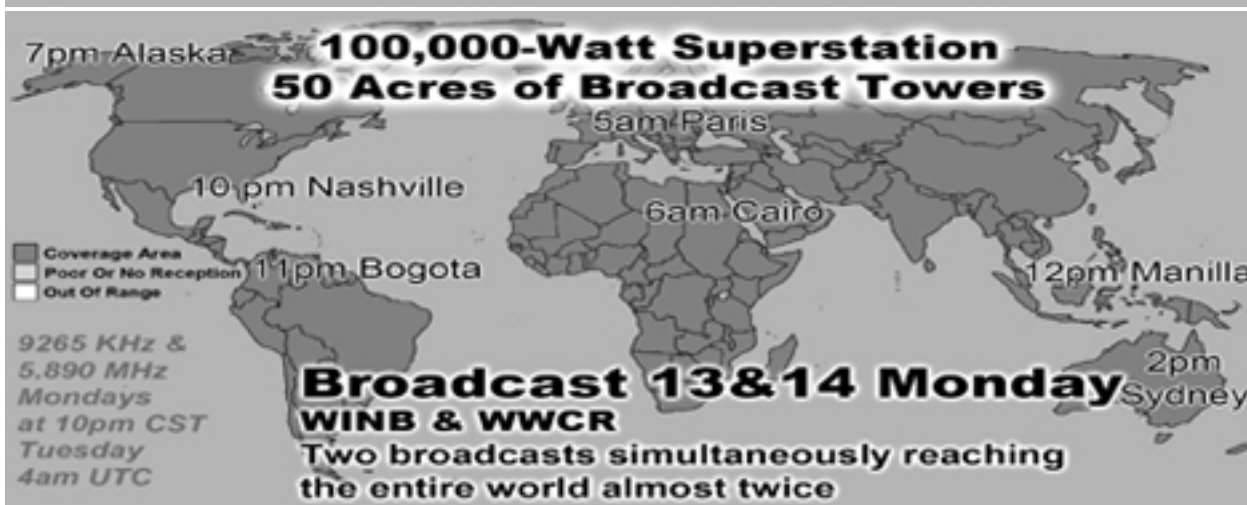 7pm Alaska
100,000-Watt Superstation
50 Acres of Broadcast Towers
5am Paris
10 pm Nashville
6am Cairo
Coverage Area
Poor Or No Reception
Out Of Range
11pm Bogota
12pm Manilla
9265 KHz &
5.890 MHz
Mondays
at 10pm CST
Tuesday
4am UTC
Broadcast 13&14 Monday
WINB & WWCR
Two broadcasts simultaneously reaching
the entire world almost twice
2pm
Sydney